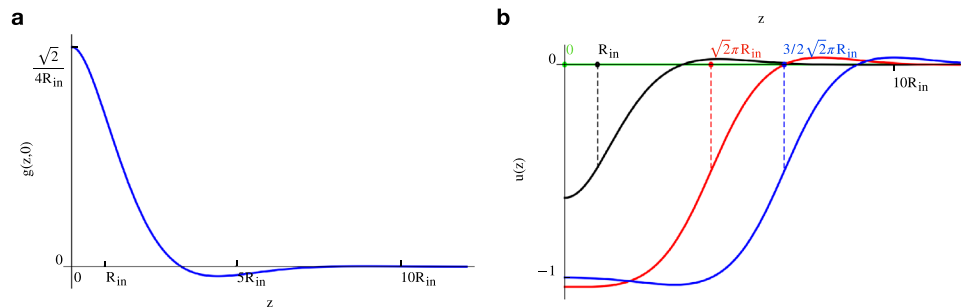 a
√2
4R_in
g(z,0)
0
0
R_in
5R_in
10R_in
z
b
z
0
0
R_in
√2πR_in
3/2√2πR_in
10R_in
u(z)
−1